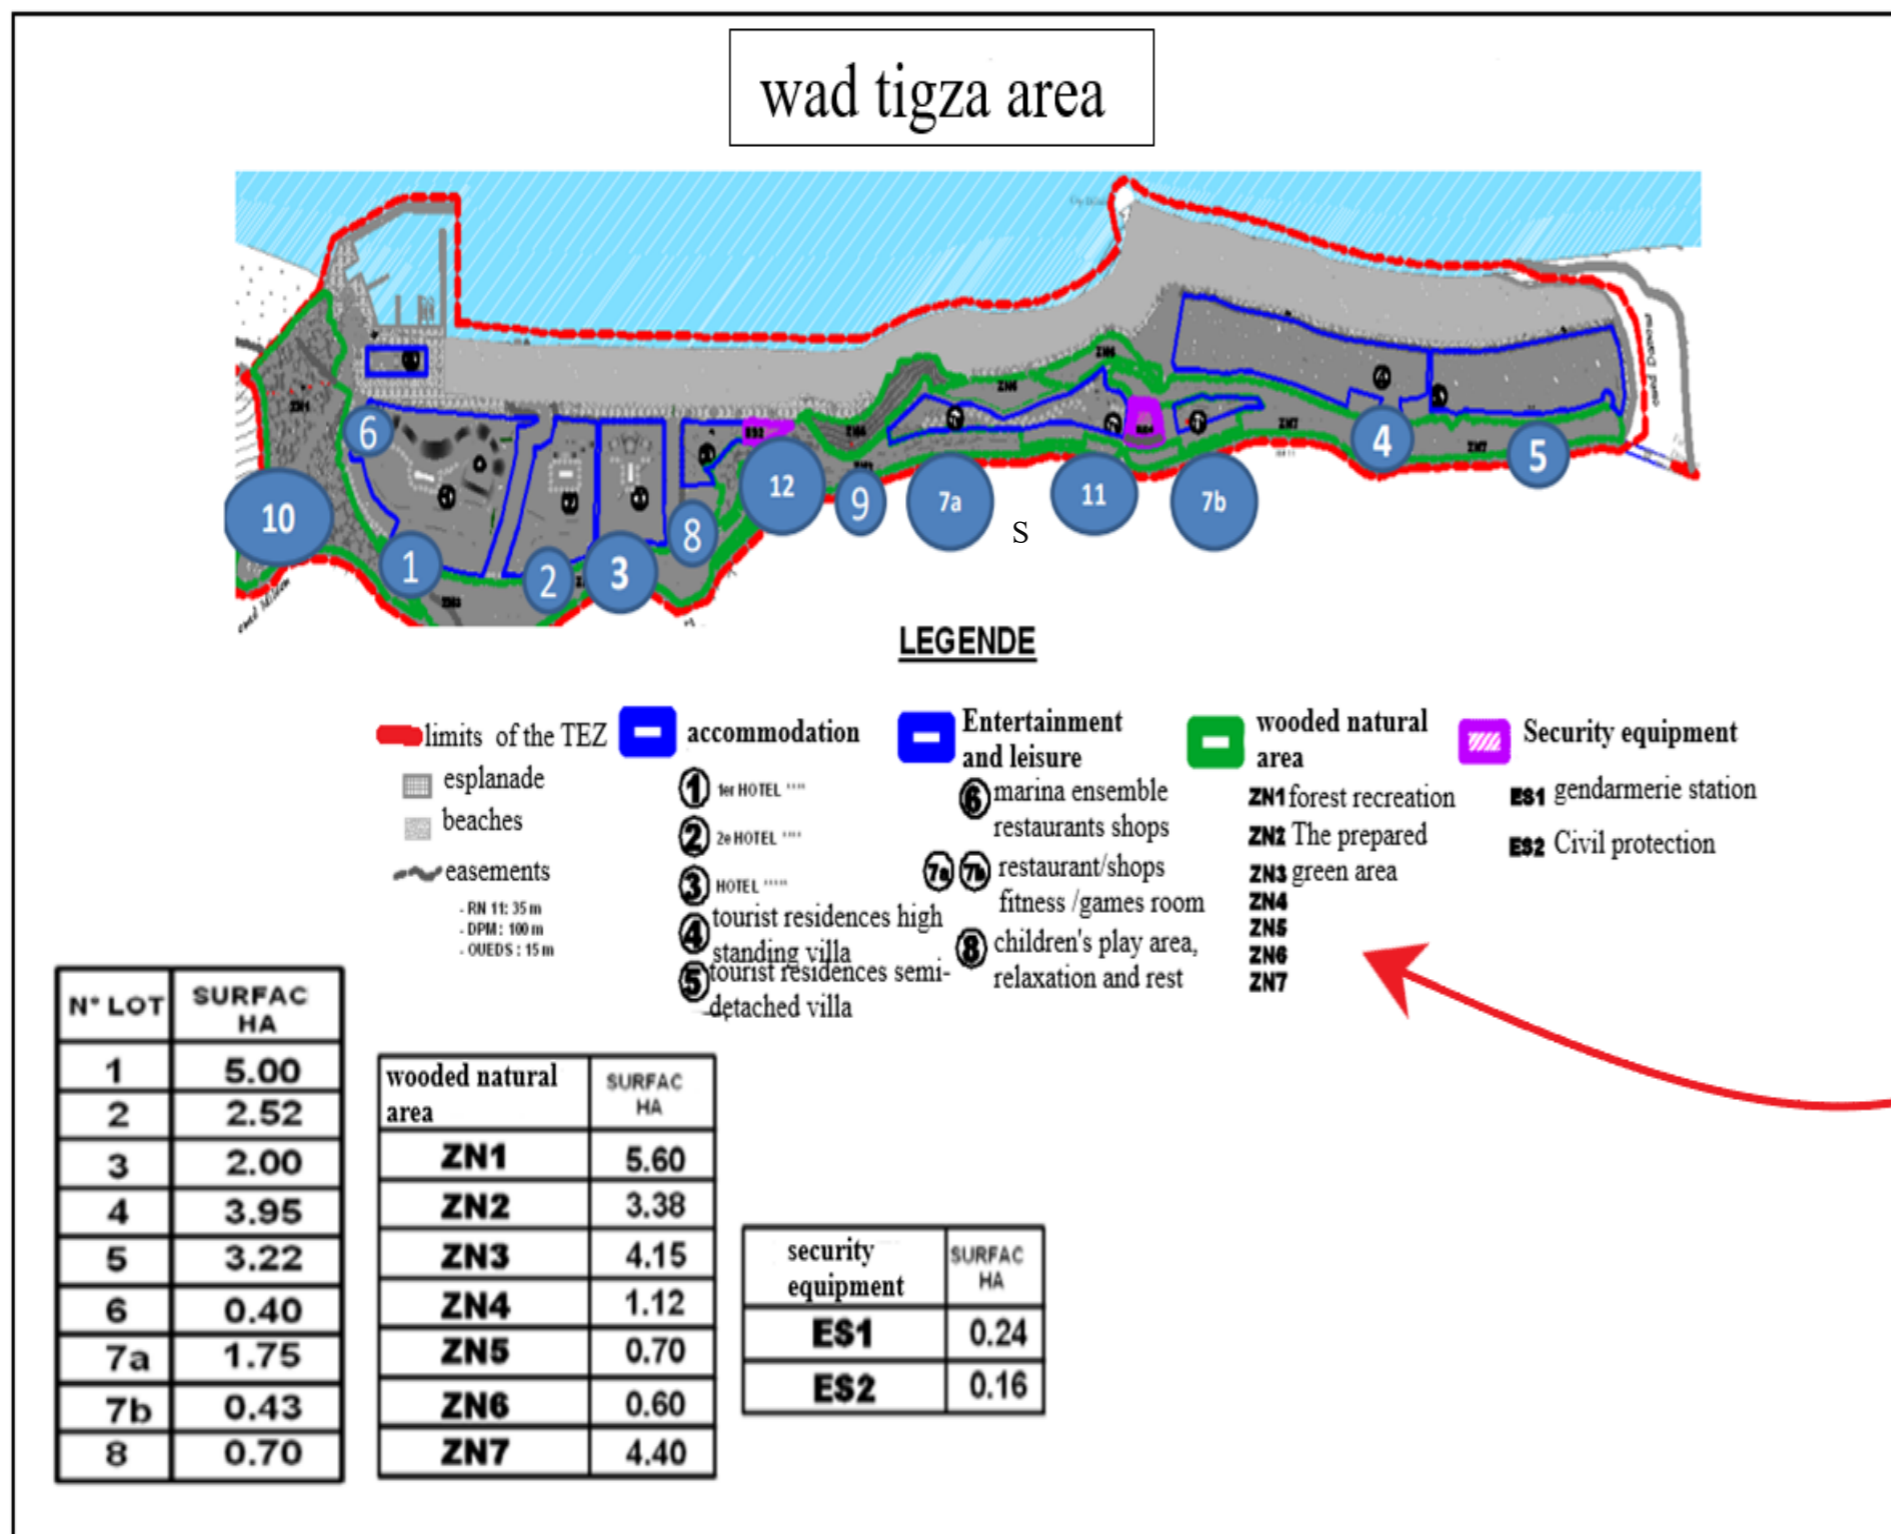 wad tigza area
ZN1
6
4
5
10
12
9
7a
11
7b
8
1
2
3
S
ZN7
ZN7
LEGENDE
limits of the TEZ
esplanade
beaches
easements
- RN 11: 35 m
- DPM : 100 m
- OUEDS : 15 m
accommodation
1 1er HOTEL ****
2 2e HOTEL ****
3 HOTEL *****
4 tourist residences high
standing villa
5 tourist residences semi-
detached villa
Entertainment
and leisure
6 marina ensemble
restaurants shops
7a 7b restaurant/shops
fitness /games room
8 children's play area,
relaxation and rest
wooded natural
area
ZN1 forest recreation
ZN2 The prepared
ZN3 green area
ZN4
ZN5
ZN6
ZN7
Security equipment
ES1 gendarmerie station
ES2 Civil protection
N° LOT SURFAC HA
1 5.00
2 2.52
3 2.00
4 3.95
5 3.22
6 0.40
7a 1.75
7b 0.43
8 0.70
wooded natural area SURFAC HA
ZN1 5.60
ZN2 3.38
ZN3 4.15
ZN4 1.12
ZN5 0.70
ZN6 0.60
ZN7 4.40
security equipment SURFAC HA
ES1 0.24
ES2 0.16